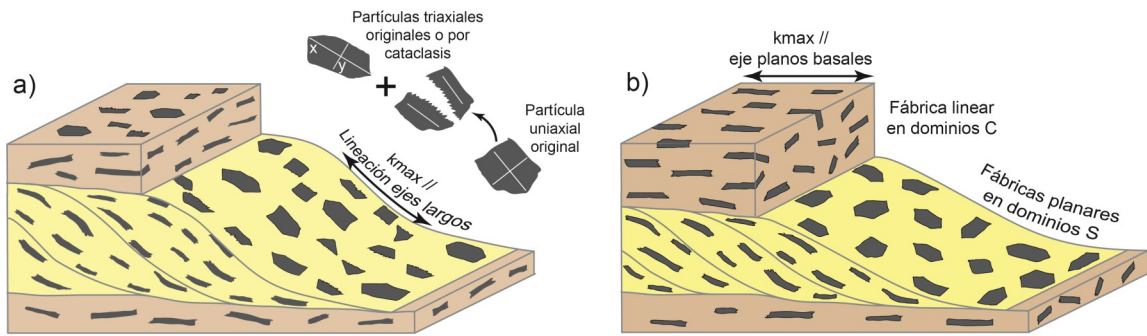 a)
Partículas triaxiales
originales o por
cataclasis
x
y
+
Partícula
uniaxial
original
kmax //
Lineación ejes largos
b)
kmax //
eje planos basales
Fábrica linear
en dominios C
Fábricas planares
en dominios S